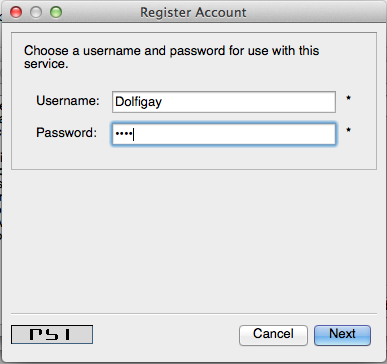 Register Account
Choose a username and password for use with this
service.
Username: Dolfigay *
Password: •••• *
PSI
Cancel Next